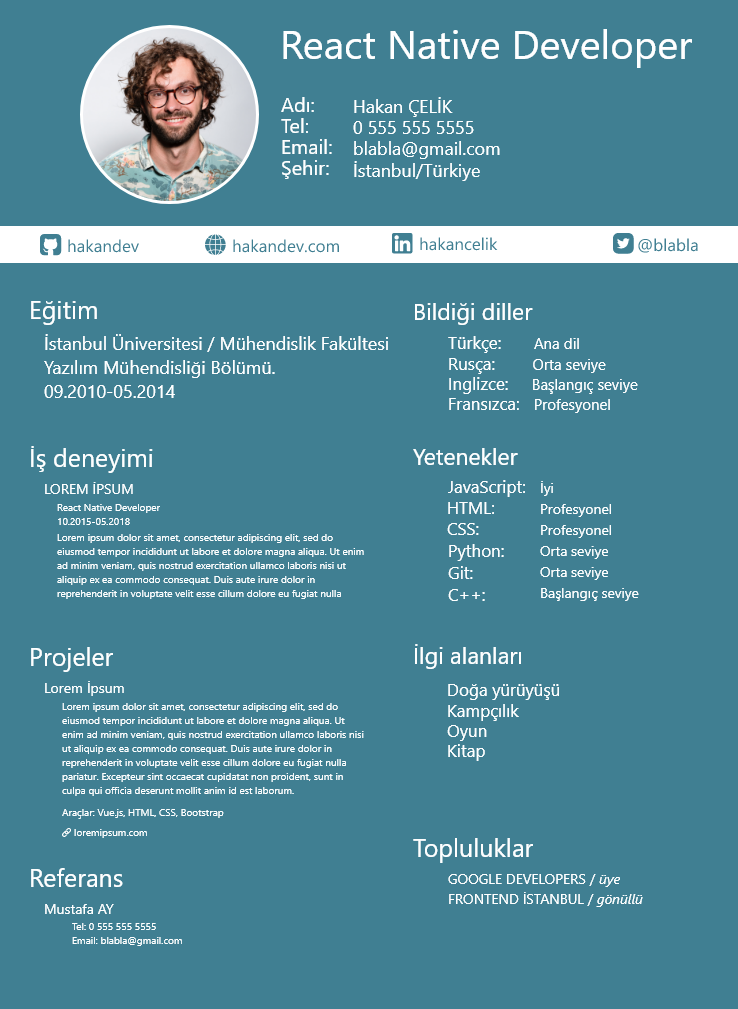 React Native Developer
Adı: Hakan ÇELİK
Tel: 0 555 555 5555
Email: blabla@gmail.com
Şehir: İstanbul/Türkiye
hakandev hakandev.com hakancelik @blabla
Eğitim
İstanbul Üniversitesi / Mühendislik Fakültesi
Yazılım Mühendisliği Bölümü.
09.2010-05.2014
İş deneyimi
LOREM İPSUM
React Native Developer
10.2015-05.2018
Lorem ipsum dolor sit amet, consectetur adipiscing elit, sed do
eiusmod tempor incididunt ut labore et dolore magna aliqua. Ut enim
ad minim veniam, quis nostrud exercitation ullamco laboris nisi ut
aliquip ex ea commodo consequat. Duis aute irure dolor in
reprehenderit in voluptate velit esse cillum dolore eu fugiat nulla
Projeler
Lorem İpsum
Lorem ipsum dolor sit amet, consectetur adipiscing elit, sed do
eiusmod tempor incididunt ut labore et dolore magna aliqua. Ut
enim ad minim veniam, quis nostrud exercitation ullamco laboris nisi
ut aliquip ex ea commodo consequat. Duis aute irure dolor in
reprehenderit in voluptate velit esse cillum dolore eu fugiat nulla
pariatur. Excepteur sint occaecat cupidatat non proident, sunt in
culpa qui officia deserunt mollit anim id est laborum.
Araçlar: Vue.js, HTML, CSS, Bootstrap
loremipsum.com
Referans
Mustafa AY
Tel: 0 555 555 5555
Email: blabla@gmail.com
Bildiği diller
Türkçe: Ana dil
Rusça: Orta seviye
Inglizce: Başlangıç seviye
Fransızca: Profesyonel
Yetenekler
JavaScript: İyi
HTML: Profesyonel
CSS: Profesyonel
Python: Orta seviye
Git: Orta seviye
C++: Başlangıç seviye
İlgi alanları
Doğa yürüyüşü
Kampçılık
Oyun
Kitap
Topluluklar
GOOGLE DEVELOPERS / üye
FRONTEND İSTANBUL / gönüllü